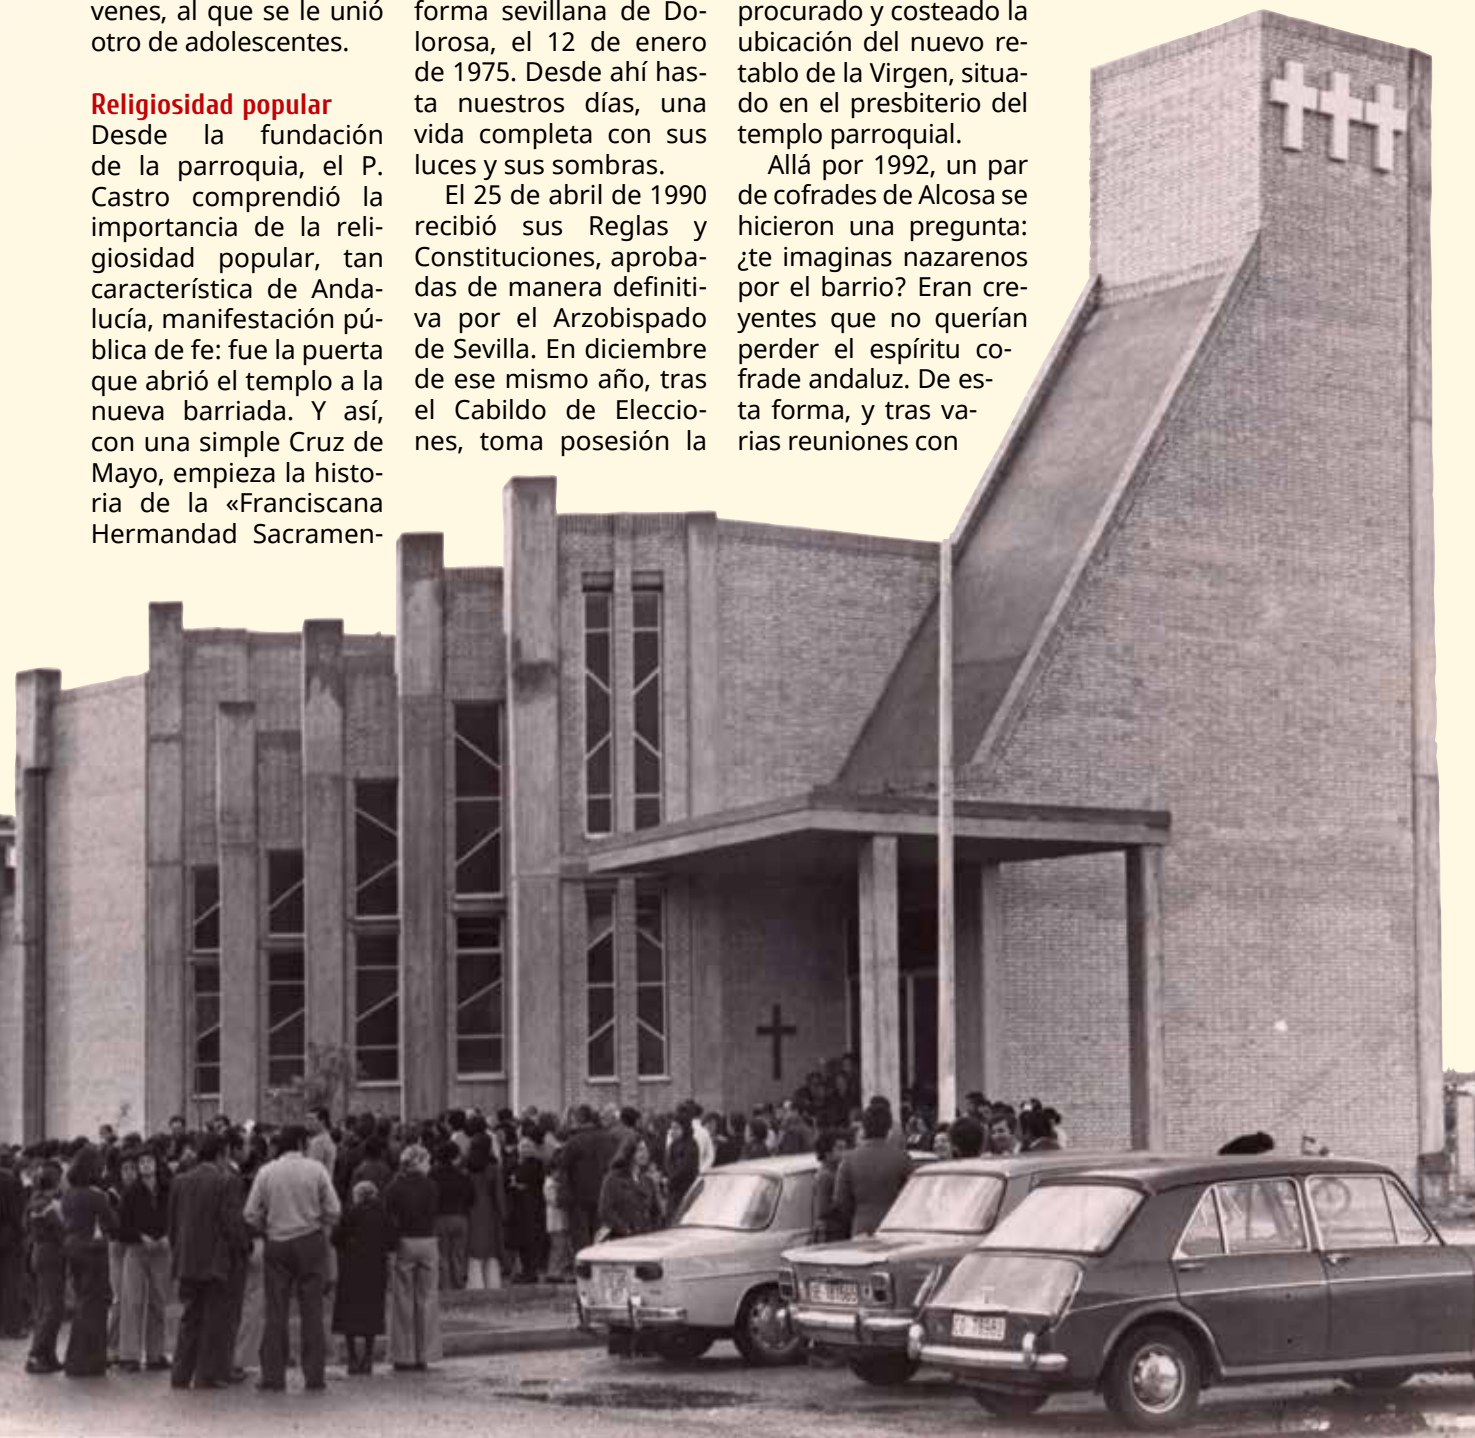 venes, al que se le unió
otro de adolescentes.
Religiosidad popular
Desde la fundación
de la parroquia, el P.
Castro comprendió la
importancia de la reli-
giosidad popular, tan
característica de Anda-
lucía, manifestación pú-
blica de fe: fue la puerta
que abrió el templo a la
nueva barriada. Y así,
con una simple Cruz de
Mayo, empieza la histo-
ria de la «Franciscana
Hermandad Sacramen-
forma sevillana de Do-
lorosa, el 12 de enero
de 1975. Desde ahí has-
ta nuestros días, una
vida completa con sus
luces y sus sombras.
El 25 de abril de 1990
recibió sus Reglas y
Constituciones, aproba-
das de manera definiti-
va por el Arzobispado
de Sevilla. En diciembre
de ese mismo año, tras
el Cabildo de Eleccio-
nes, toma posesión la
procurado y costeado la
ubicación del nuevo re-
tablo de la Virgen, situa-
do en el presbiterio del
templo parroquial.
Allá por 1992, un par
de cofrades de Alcosa se
hicieron una pregunta:
¿te imaginas nazarenos
por el barrio? Eran cre-
yentes que no querían
perder el espíritu co-
frade andaluz. De es-
ta forma, y tras va-
rias reuniones con